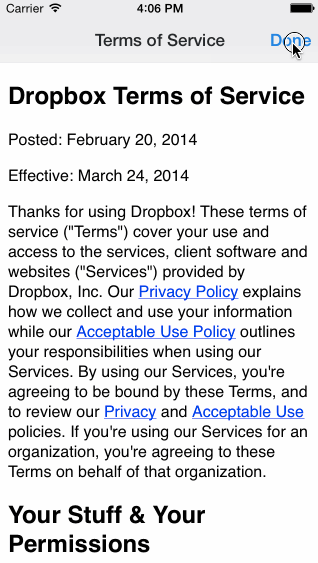 Carrier 4:06 PM
Terms of Service Done
Dropbox Terms of Service
Posted: February 20, 2014
Effective: March 24, 2014
Thanks for using Dropbox! These terms of
service ("Terms") cover your use and
access to the services, client software and
websites ("Services") provided by
Dropbox, Inc. Our Privacy Policy explains
how we collect and use your information
while our Acceptable Use Policy outlines
your responsibilities when using our
Services. By using our Services, you're
agreeing to be bound by these Terms, and
to review our Privacy and Acceptable Use
policies. If you're using our Services for an
organization, you're agreeing to these
Terms on behalf of that organization.
Your Stuff & Your
Permissions